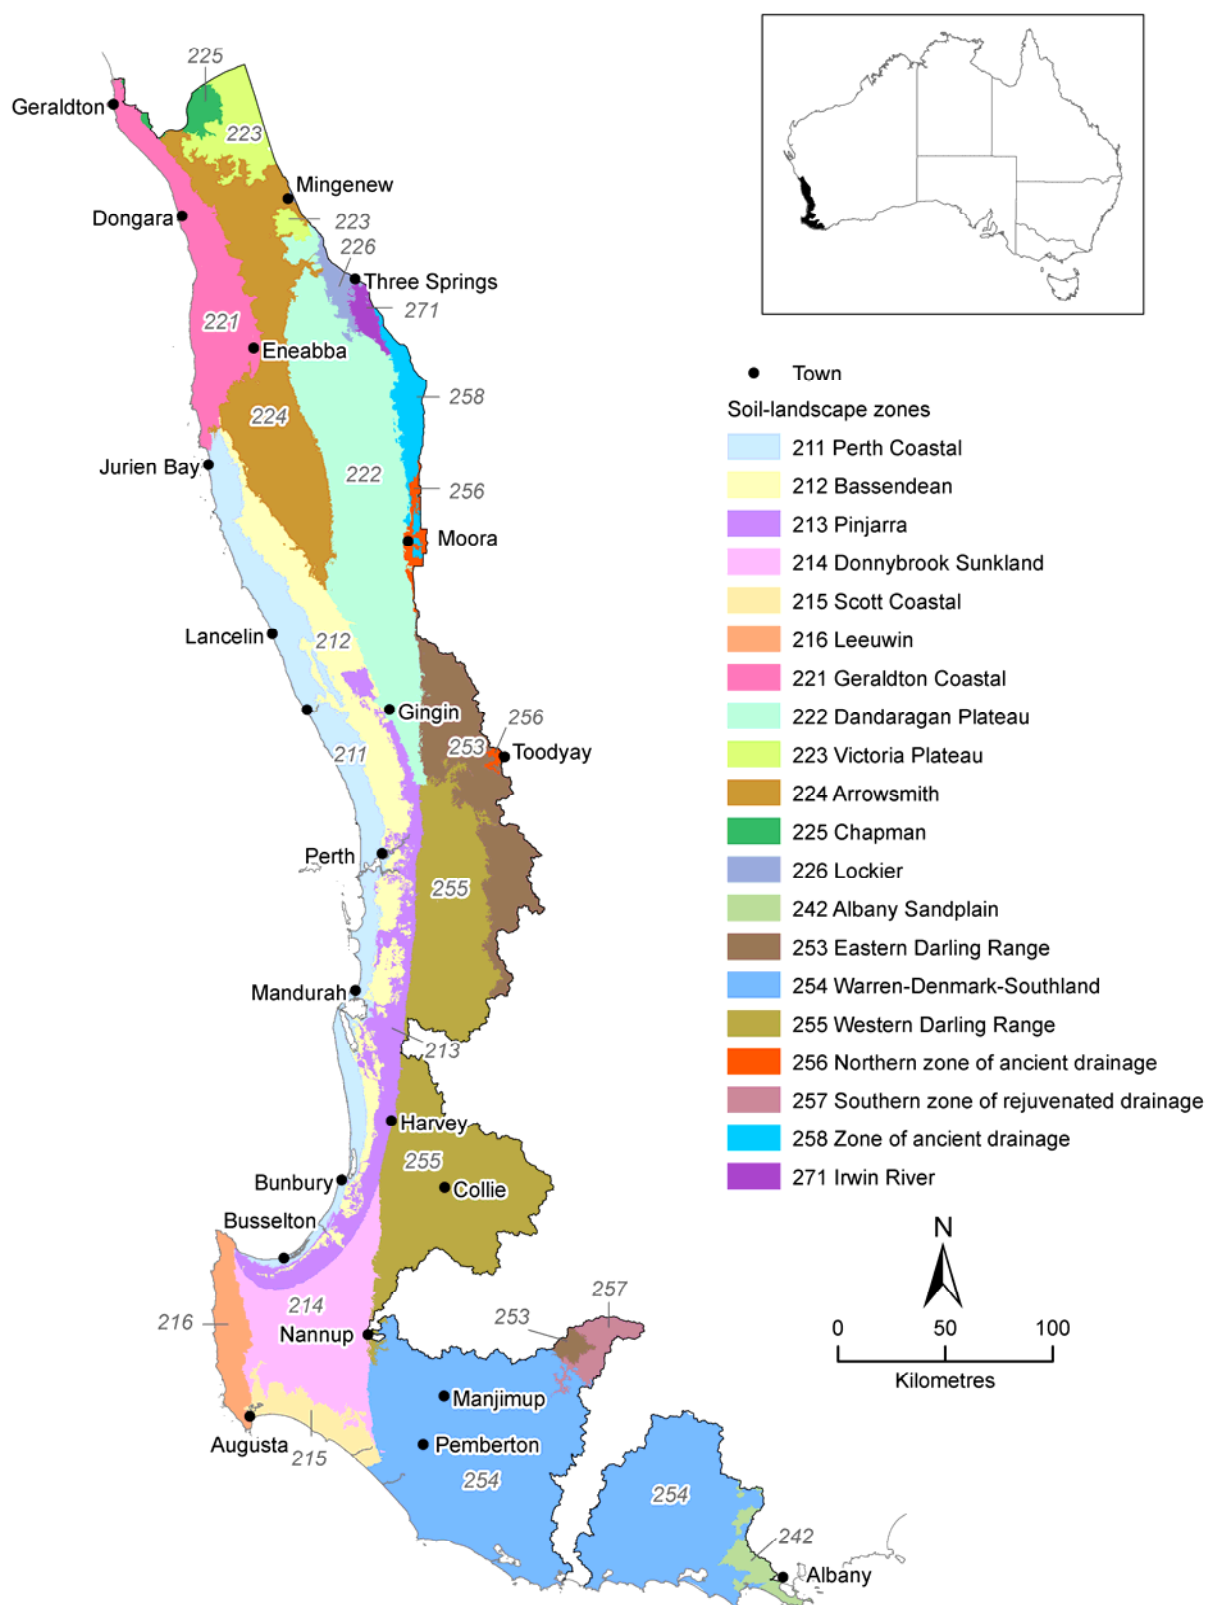 225
Geraldton
223
Mingenew
Dongara
223
226
Three Springs
271
221
Eneabba
258
224
Jurien Bay
222
256
Moora
Lancelin
212
Gingin
256
253
Toodyay
211
Perth
255
Mandurah
213
Harvey
255
Bunbury
Collie
Busselton
257
214
253
216
Nannup
Manjimup
Augusta
215
Pemberton
254
254
242
Albany
Town
Soil-landscape zones
211 Perth Coastal
212 Bassendean
213 Pinjarra
214 Donnybrook Sunkland
215 Scott Coastal
216 Leeuwin
221 Geraldton Coastal
222 Dandaragan Plateau
223 Victoria Plateau
224 Arrowsmith
225 Chapman
226 Lockier
242 Albany Sandplain
253 Eastern Darling Range
254 Warren-Denmark-Southland
255 Western Darling Range
256 Northern zone of ancient drainage
257 Southern zone of rejuvenated drainage
258 Zone of ancient drainage
271 Irwin River
N
0 50 100
Kilometres